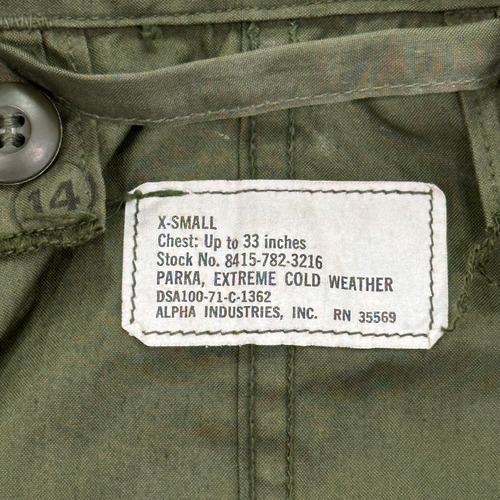 X-SMALL
Chest: Up to 33 inches
Stock No. 8415-782-3216
PARKA, EXTREME COLD WEATHER
DSA100-71-C-1362
ALPHA INDUSTRIES, INC. RN 35569
14